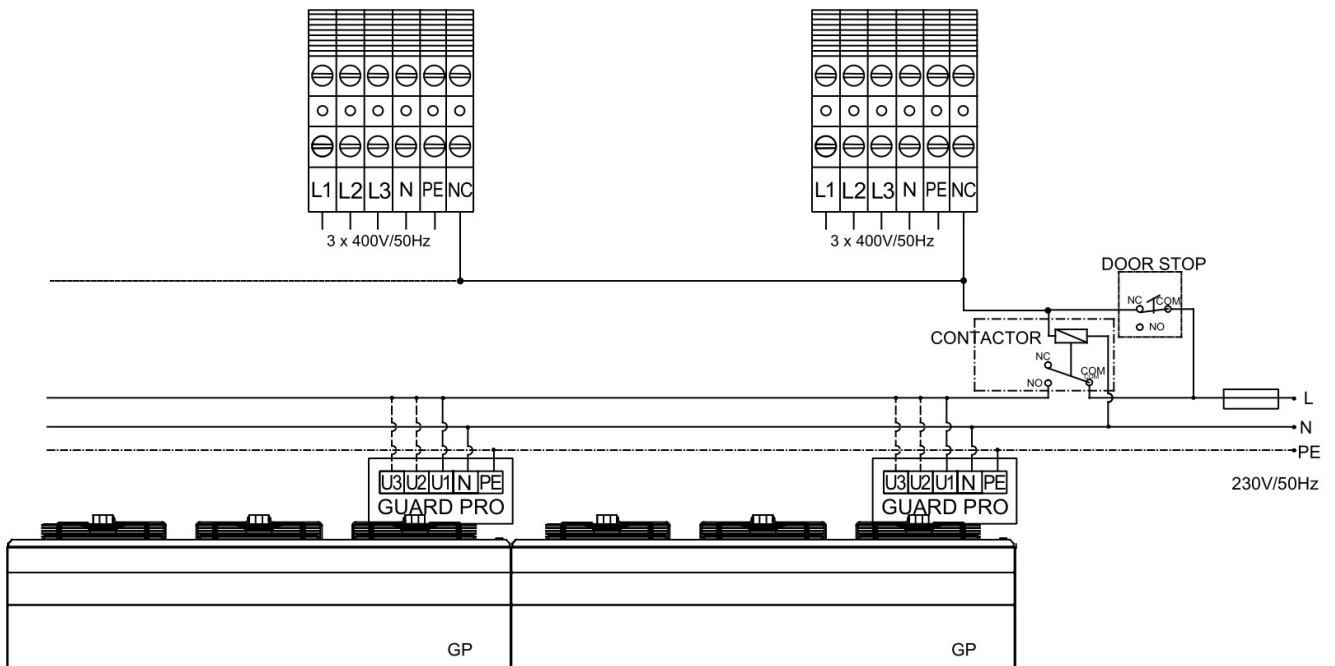 L1 L2 L3 N PE NC
3 x 400V/50Hz
L1 L2 L3 N PE NC
3 x 400V/50Hz
DOOR STOP
NC COM
NO
CONTACTOR
NC
COM
COM
NO
L
N
PE
230V/50Hz
U3 U2 U1 N PE
GUARD PRO
U3 U2 U1 N PE
GUARD PRO
GP
GP